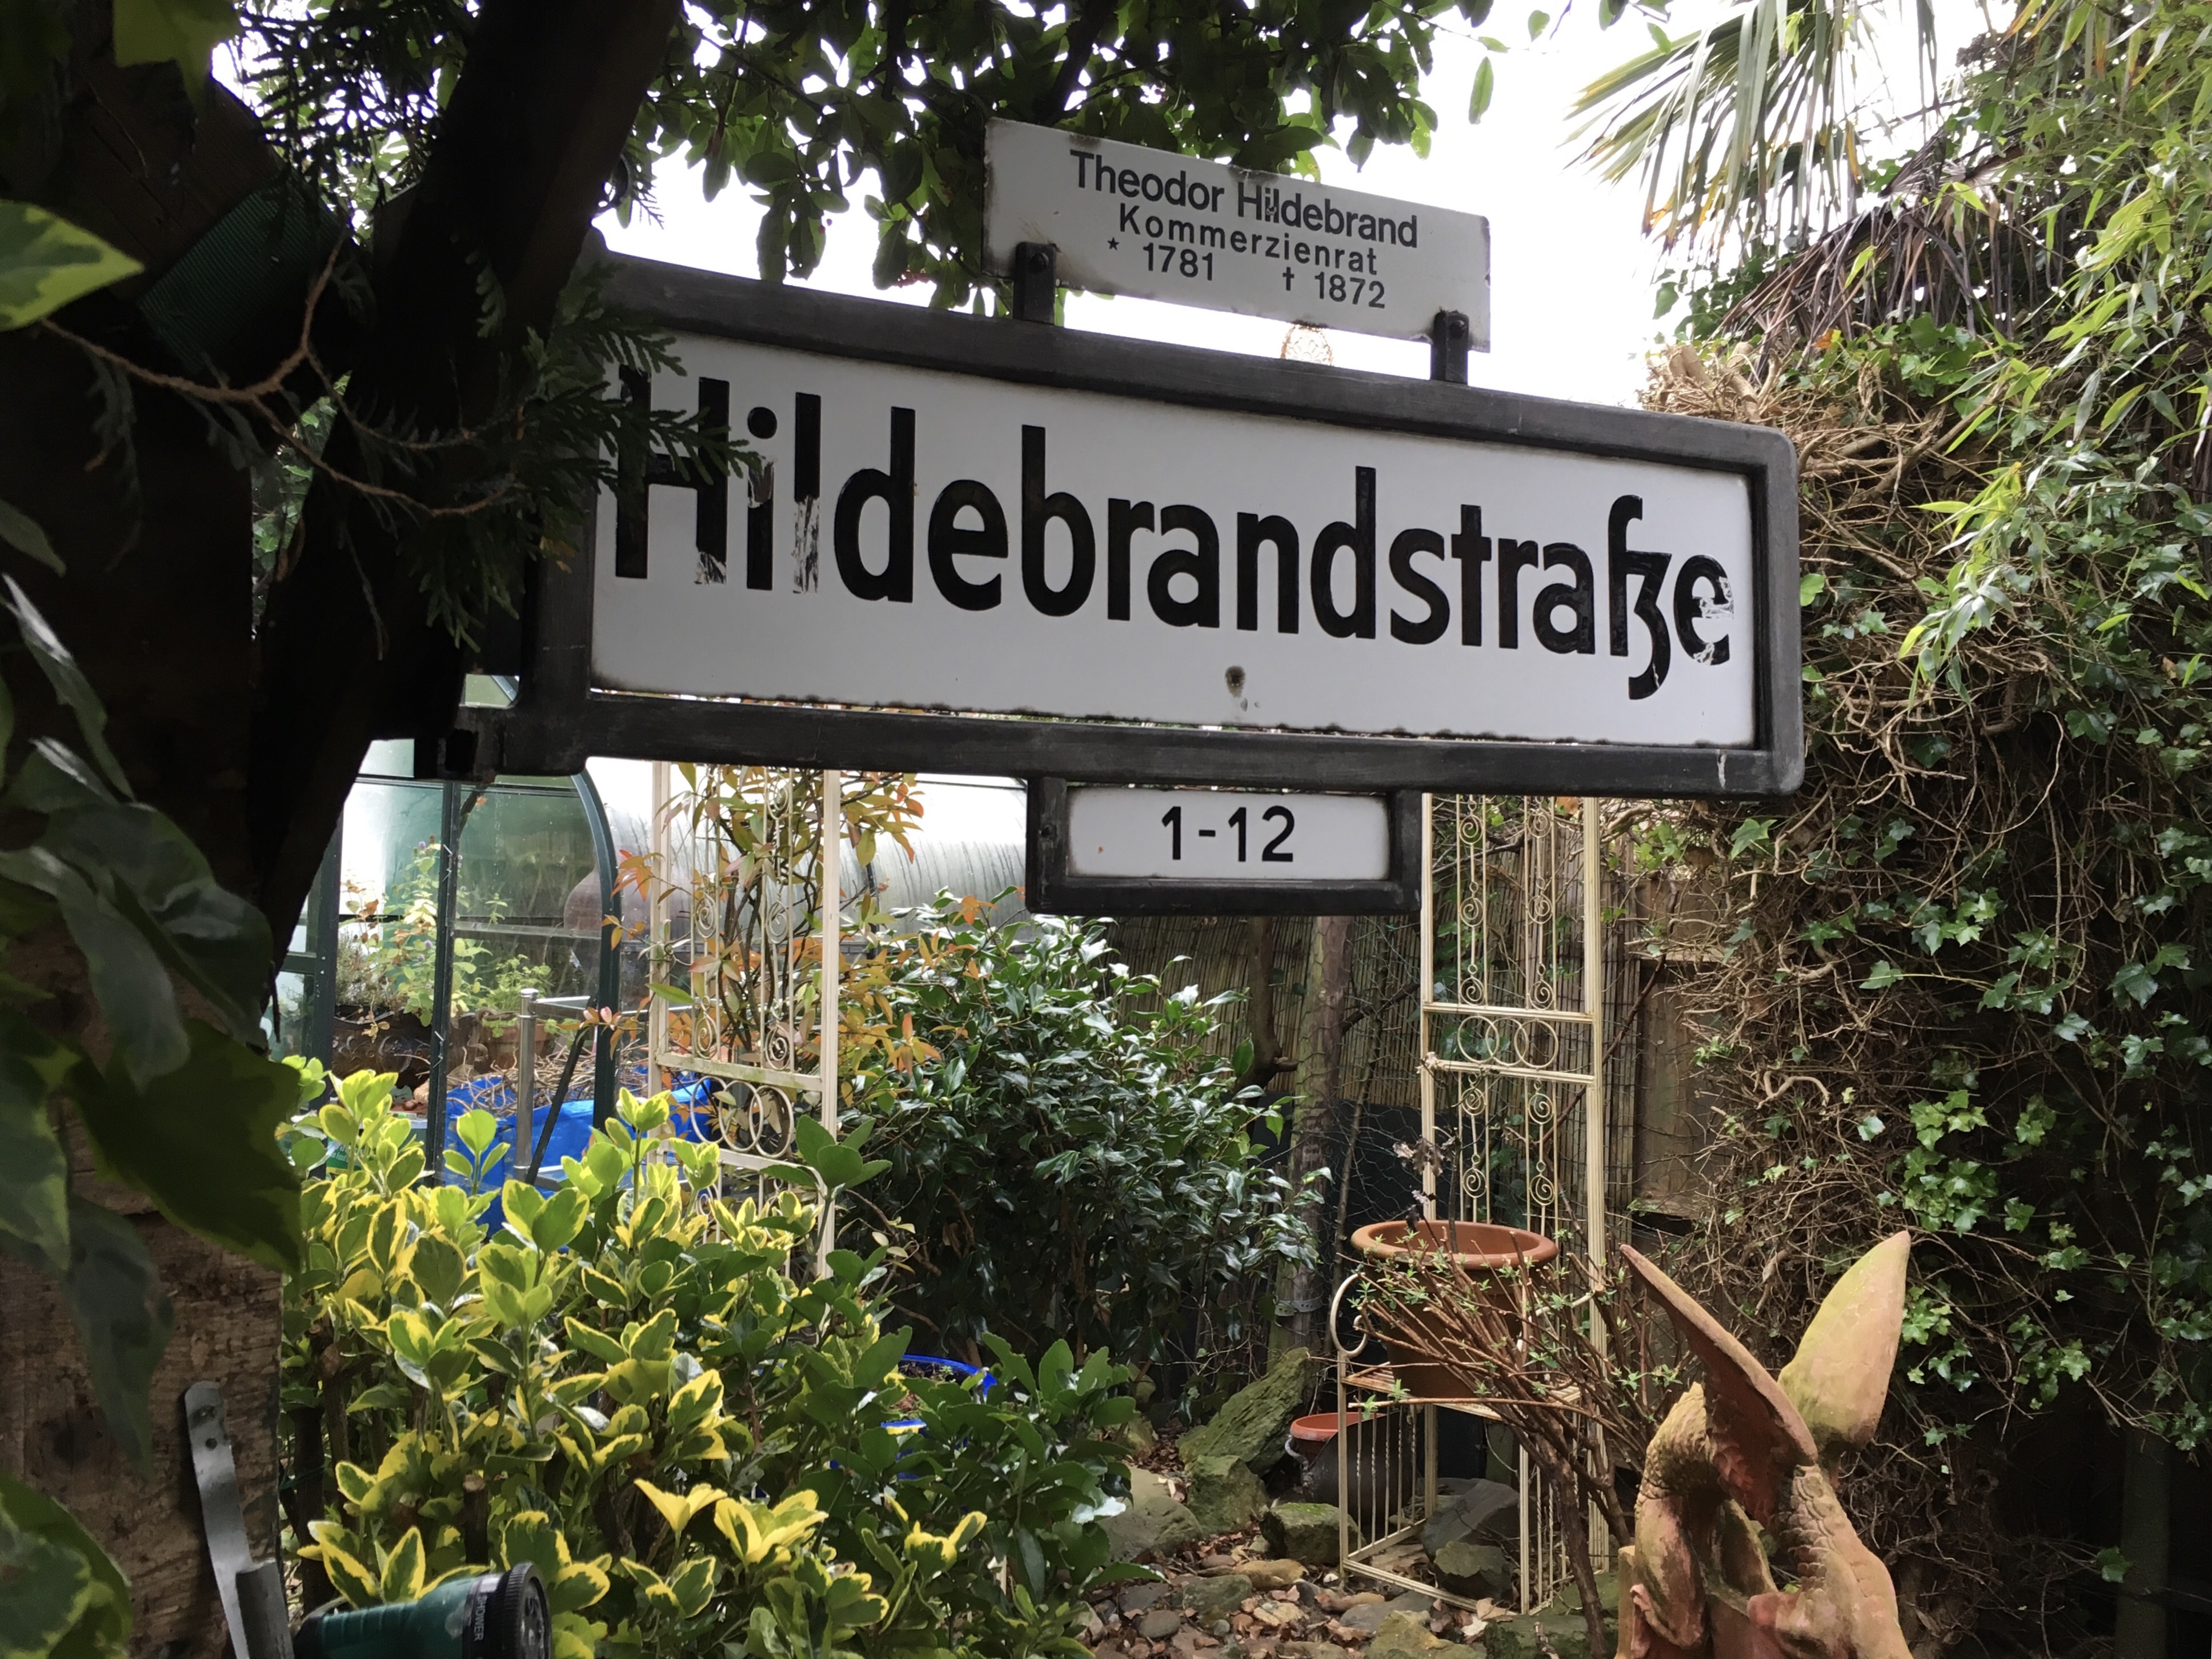 Theodor Hildebrand
Kommerzienrat
* 1781 † 1872
Hildebrandstraße
1-12